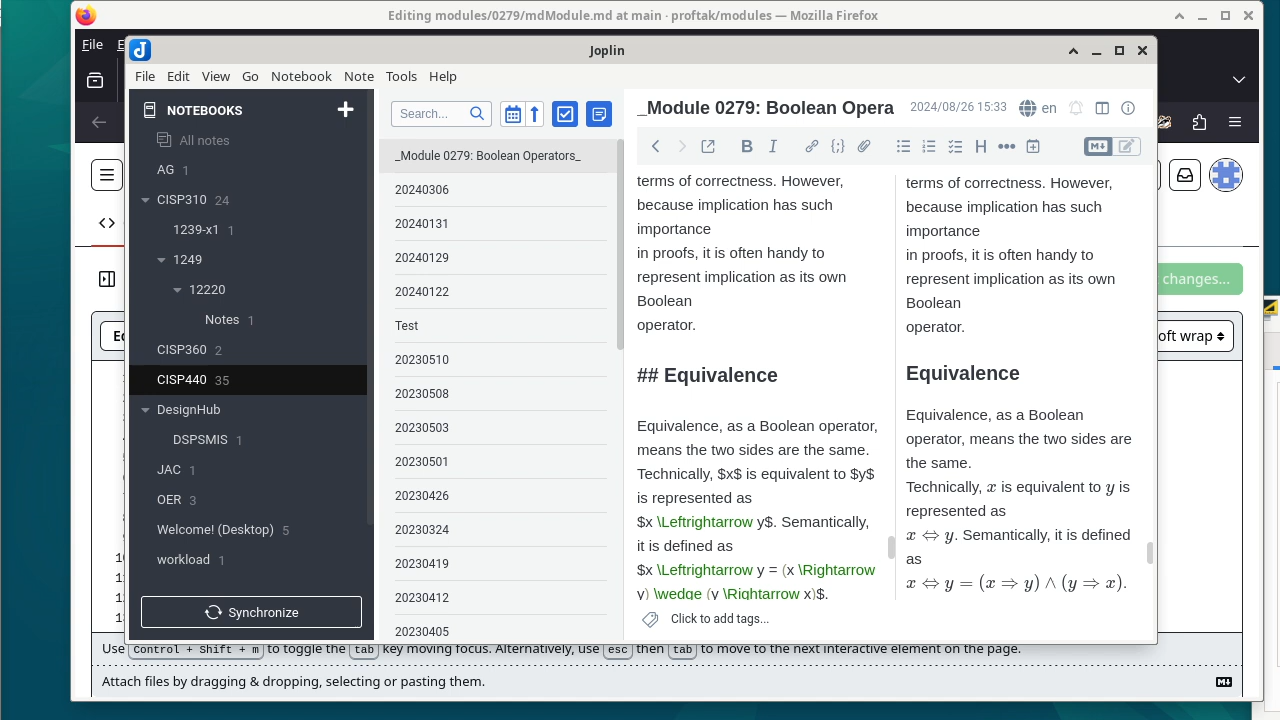 Editing modules/0279/mdModule.md at main · proftak/modules — Mozilla Firefox
File
Joplin
File Edit View Go Notebook Note Tools Help
NOTEBOOKS
All notes
AG 1
CISP310 24
1239-x1 1
1249
12220
Notes 1
CISP360 2
CISP440 35
DesignHub
DSPSMIS 1
JAC 1
OER 3
Welcome! (Desktop) 5
workload 1
Synchronize
Search...
_Module 0279: Boolean Operators_
20240306
20240131
20240129
20240122
Test
20230510
20230508
20230503
20230501
20230426
20230324
20230419
20230412
20230405
_Module 0279: Boolean Opera
2024/08/26 15:33
en
terms of correctness. However,
because implication has such
importance
in proofs, it is often handy to
represent implication as its own
Boolean
operator.
## Equivalence
Equivalence, as a Boolean operator,
means the two sides are the same.
Technically, $x$ is equivalent to $y$
is represented as
$x \Leftrightarrow y$. Semantically,
it is defined as
$x \Leftrightarrow y = (x \Rightarrow
y) \wedge (y \Rightarrow x)$.
terms of correctness. However,
because implication has such
importance
in proofs, it is often handy to
represent implication as its own
Boolean
operator.
Equivalence
Equivalence, as a Boolean
operator, means the two sides are
the same.
Technically, x is equivalent to y is
represented as
x ⇔ y. Semantically, it is defined
as
x ⇔ y = (x ⇒ y) ∧ (y ⇒ x).
Click to add tags...
changes...
oft wrap
Use Control + Shift + m to toggle the tab key moving focus. Alternatively, use esc then tab to move to the next interactive element on the page.
Attach files by dragging & dropping, selecting or pasting them.